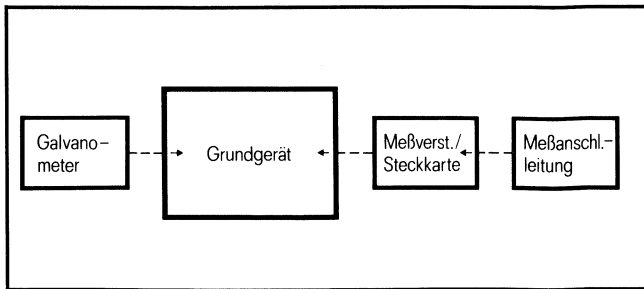 Galvano-
meter
Grundgerät
Meßverst./
Steckkarte
Meßanschl.-
leitung